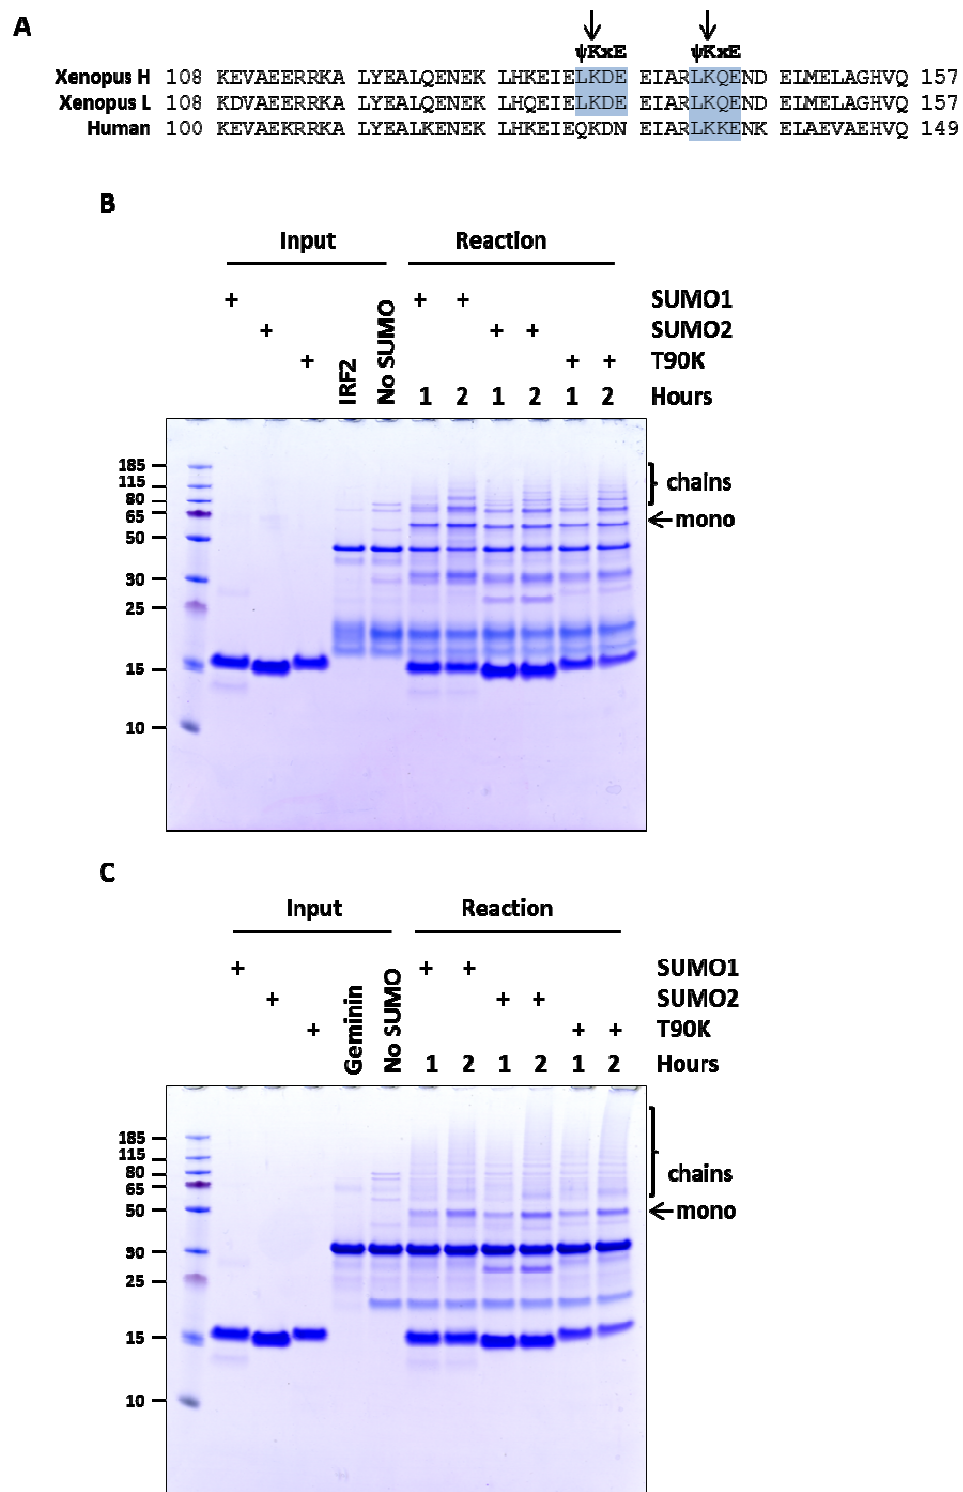 A
ψKxE ψKxE
Xenopus H 108 KEVAEERRKA LYEALQENEK LHKEIELKDE EIARLKQEND ELMELAGHVQ 157
Xenopus L 108 KDVAEERRKA LYEALQENEK LHQEIELKDE EIARLKQEND ELMELAGHVQ 157
Human 100 KEVAEKRRKA LYEALKENEK LHKEIEQKDN EIARLKKENK ELAEVAEHVQ 149
B
Input Reaction
+ + + SUMO1
+ + + SUMO2
+ + + T90K
IRF2
No SUMO
1 2 1 2 1 2 Hours
185
115
80
65
50
30
25
15
10
chains
mono
C
Input Reaction
+ + + SUMO1
+ + + SUMO2
+ + + T90K
Geminin
No SUMO
1 2 1 2 1 2 Hours
185
115
80
65
50
30
25
15
10
chains
mono